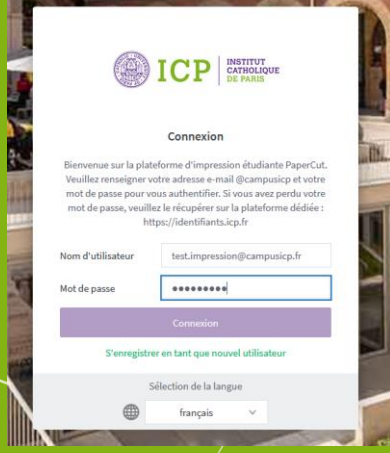 ICP
INSTITUT
CATHOLIQUE
DE PARIS
Connexion
Bienvenue sur la plateforme d'impression étudiante PaperCut.
Veuillez renseigner votre adresse e-mail @campusicp et votre
mot de passe pour vous authentifier. Si vous avez perdu votre
mot de passe, veuillez le récupérer sur la plateforme dédiée :
https://identifiants.icp.fr
Nom d'utilisateur test.impression@campusicp.fr
Mot de passe •••••••••
Connexion
S'enregistrer en tant que nouvel utilisateur
Sélection de la langue
français